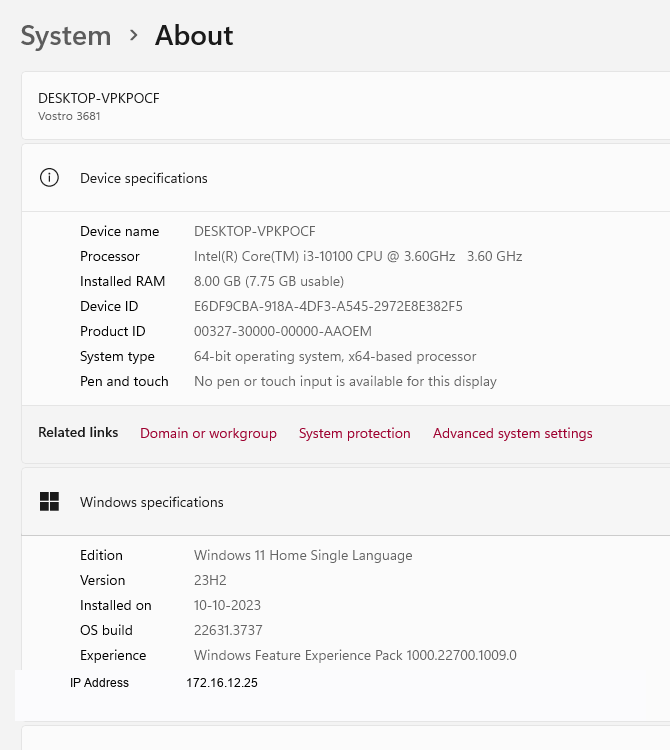 System > About
DESKTOP-VPKPOCF
Vostro 3681
Device specifications
Device name DESKTOP-VPKPOCF
Processor Intel(R) Core(TM) i3-10100 CPU @ 3.60GHz 3.60 GHz
Installed RAM 8.00 GB (7.75 GB usable)
Device ID E6DF9CBA-918A-4DF3-A545-2972E8E382F5
Product ID 00327-30000-00000-AAOEM
System type 64-bit operating system, x64-based processor
Pen and touch No pen or touch input is available for this display
Related links Domain or workgroup System protection Advanced system settings
Windows specifications
Edition Windows 11 Home Single Language
Version 23H2
Installed on 10-10-2023
OS build 22631.3737
Experience Windows Feature Experience Pack 1000.22700.1009.0
IP Address 172.16.12.25